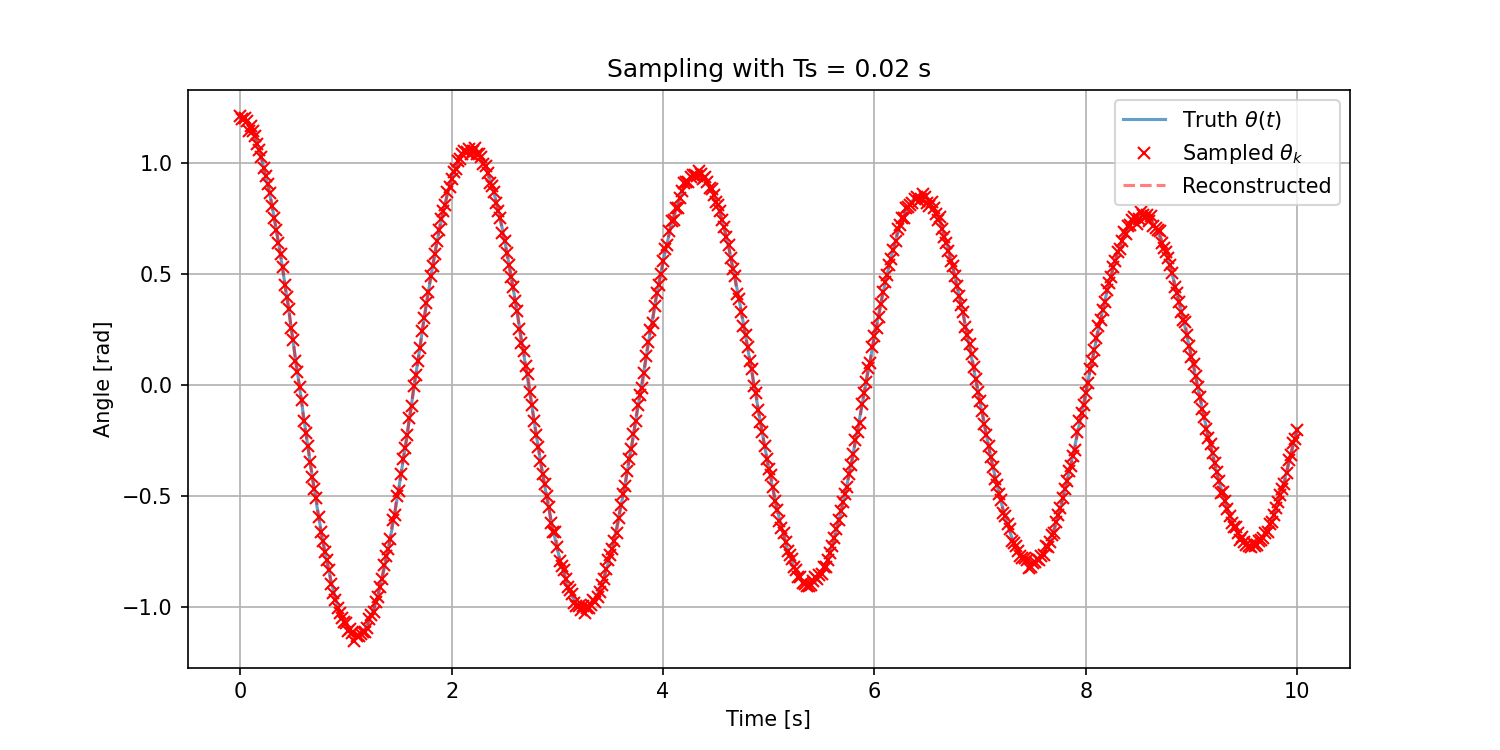 Sampling with Ts = 0.02 s
Truth θ(t)
Sampled θₖ
Reconstructed
Angle [rad]
1.0
0.5
0.0
−0.5
−1.0
0 2 4 6 8 10
Time [s]